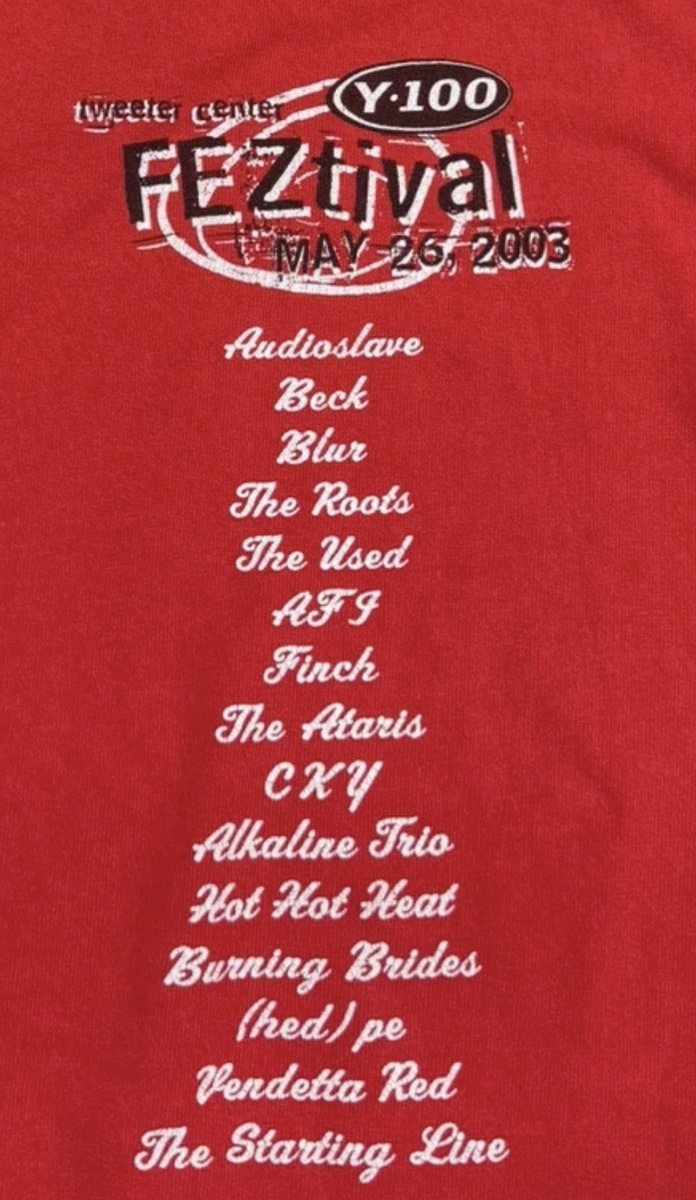 Y·100
tweeter center
FEZtival
MAY 26, 2003
Audioslave
Beck
Blur
The Roots
The Used
AFI
Finch
The Ataris
CKY
Alkaline Trio
Hot Hot Heat
Burning Brides
(hed) pe
Vendetta Red
The Starting Line